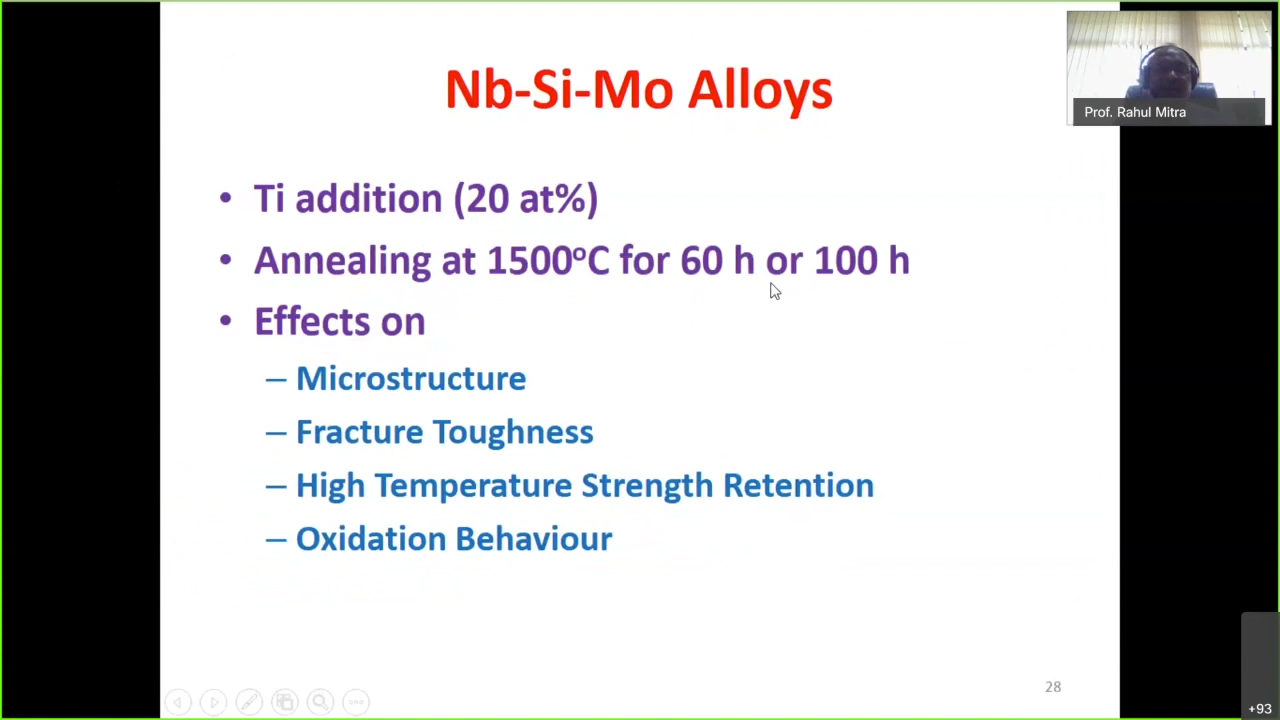 Nb-Si-Mo Alloys
Prof. Rahul Mitra
• Ti addition (20 at%)
• Annealing at 1500ᵒC for 60 h or 100 h
• Effects on
– Microstructure
– Fracture Toughness
– High Temperature Strength Retention
– Oxidation Behaviour
28
+93